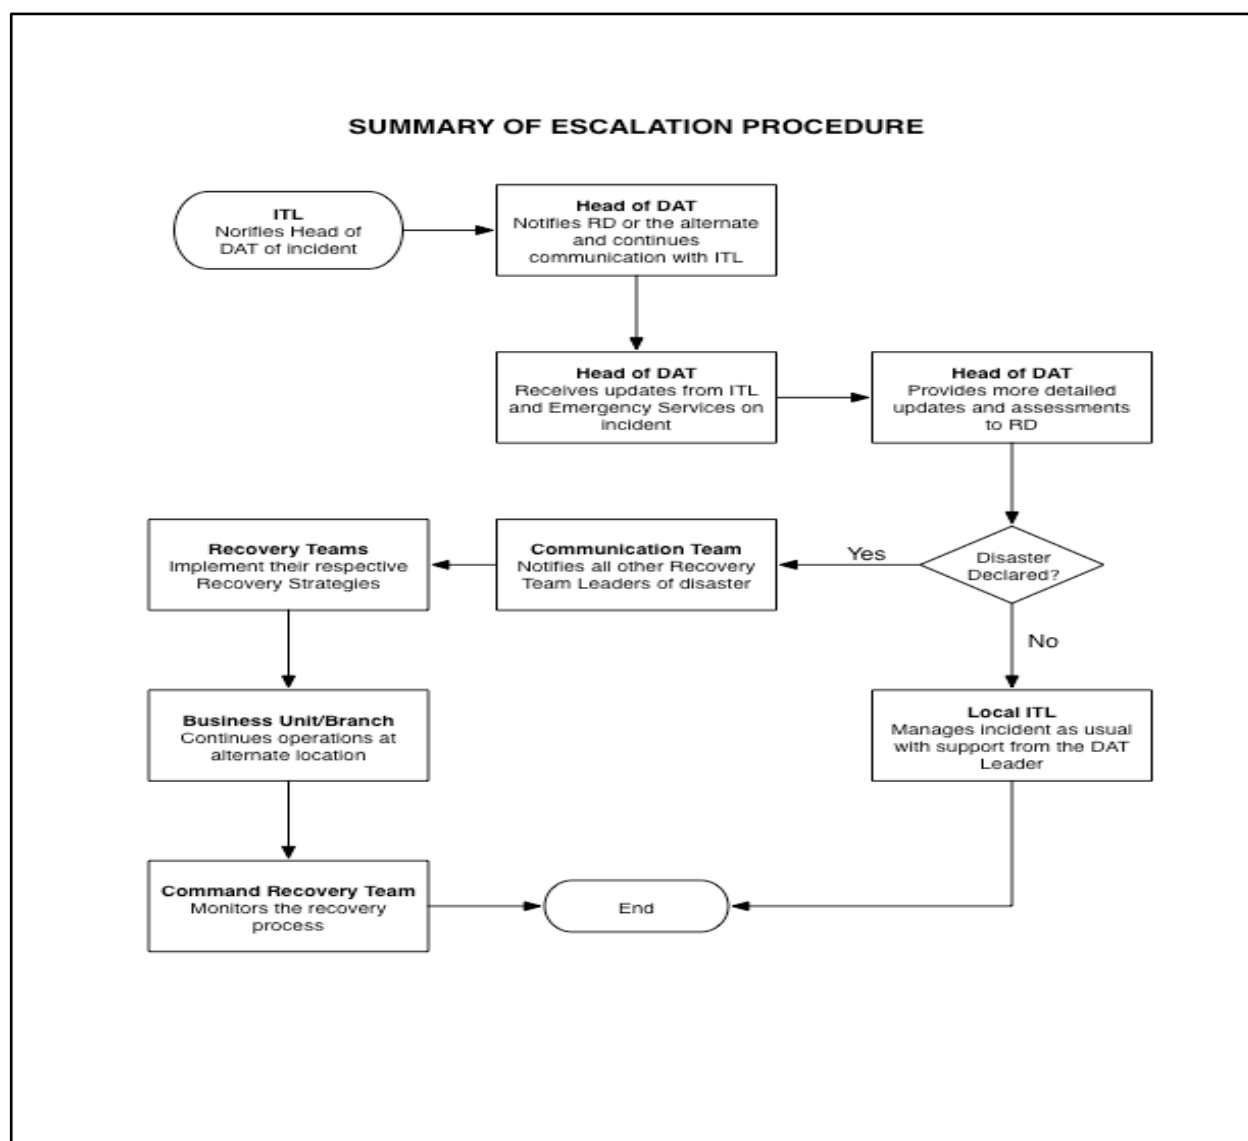 SUMMARY OF ESCALATION PROCEDURE
ITL
Norifies Head of
DAT of incident
Head of DAT
Notifies RD or the alternate
and continues
communication with ITL
Head of DAT
Receives updates from ITL
and Emergency Services on
incident
Head of DAT
Provides more detailed
updates and assessments
to RD
Disaster
Declared?
Yes
Communication Team
Notifies all other Recovery
Team Leaders of disaster
Recovery Teams
Implement their respective
Recovery Strategies
No
Business Unit/Branch
Continues operations at
alternate location
Local ITL
Manages incident as usual
with support from the DAT
Leader
Command Recovery Team
Monitors the recovery
process
End